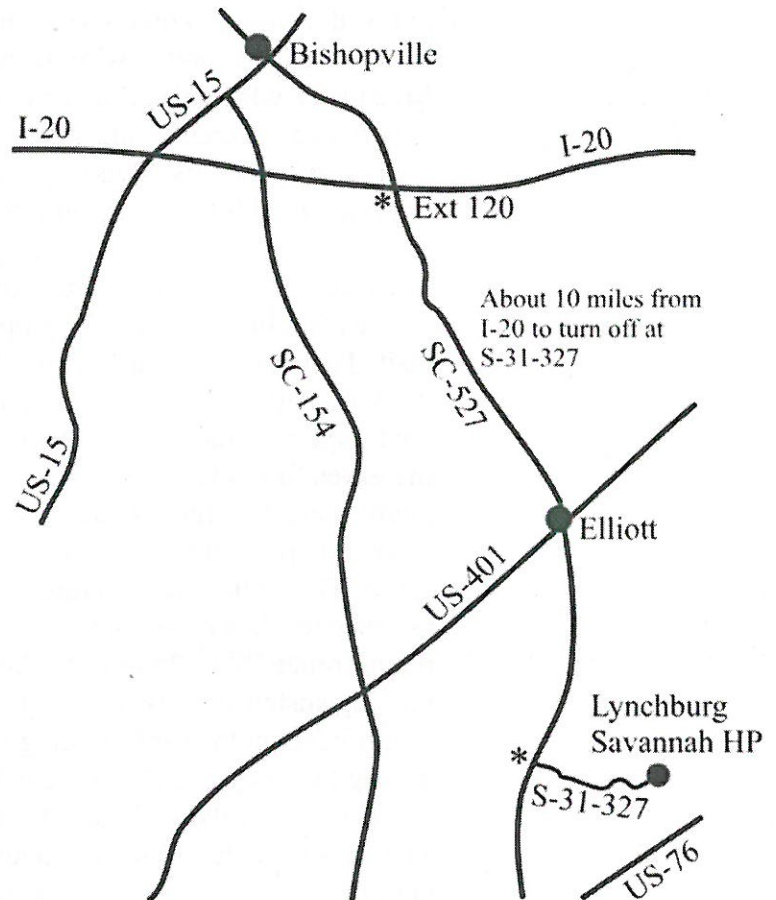 Bishopville
US-15
I-20
I-20
* Ext 120
About 10 miles from
I-20 to turn off at
S-31-327
SC-154
SC-527
US-15
Elliott
US-401
Lynchburg
Savannah HP
*
S-31-327
US-76